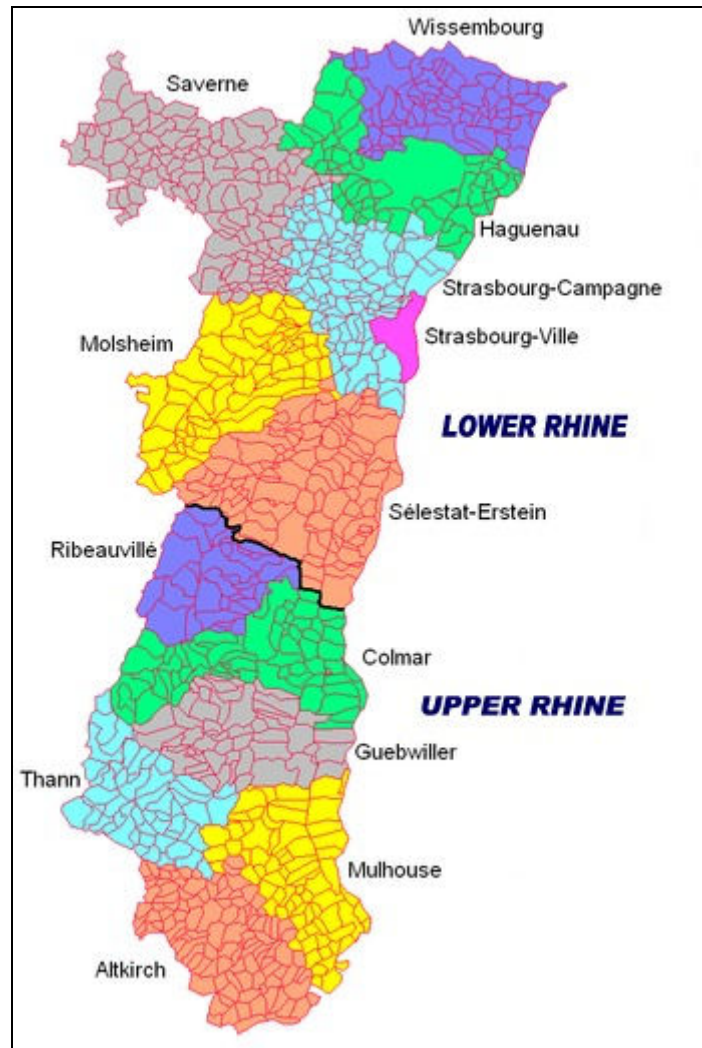 Wissembourg
Saverne
Haguenau
Strasbourg-Campagne
Strasbourg-Ville
Molsheim
LOWER RHINE
Sélestat-Erstein
Ribeauvillé
Colmar
UPPER RHINE
Guebwiller
Thann
Mulhouse
Altkirch